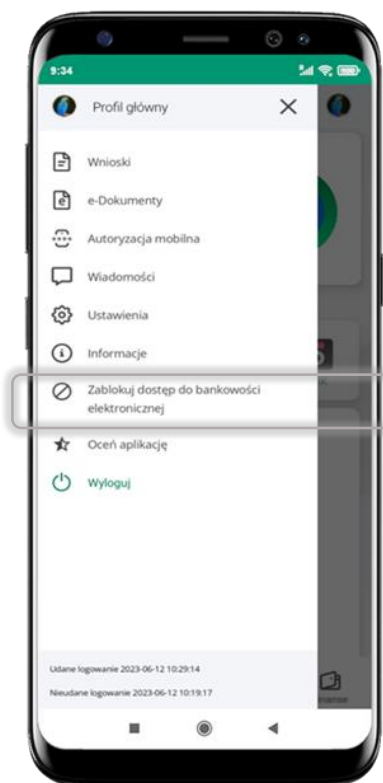 9:34
Profil główny
Wnioski
e-Dokumenty
Autoryzacja mobilna
Wiadomości
Ustawienia
Informacje
Zablokuj dostęp do bankowości
elektronicznej
Oceń aplikację
Wyloguj
Udane logowanie 2023-06-12 10:29:14
Nieudane logowanie 2023-06-12 10:19:17